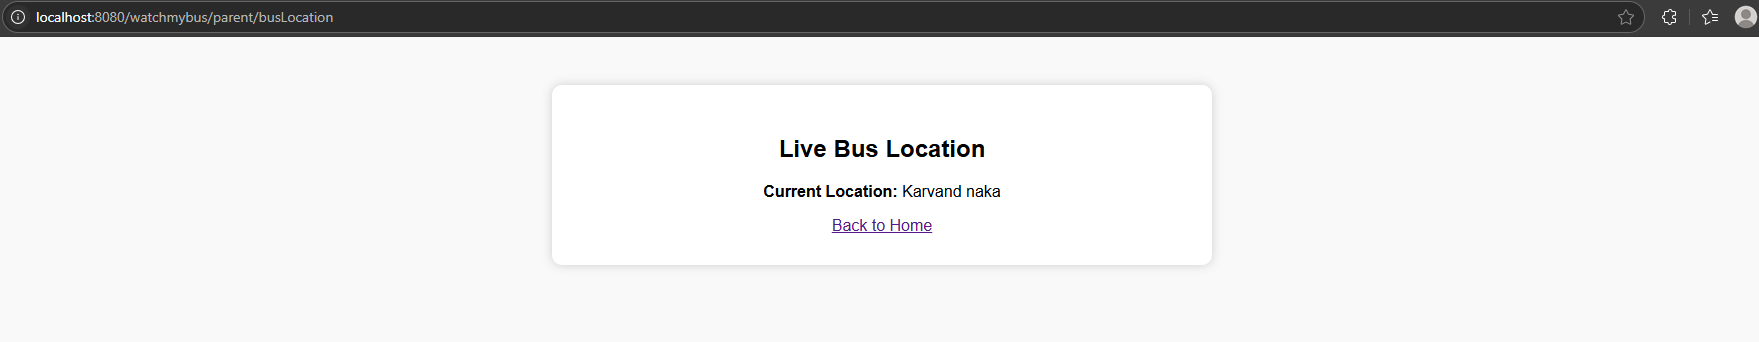 localhost:8080/watchmybus/parent/busLocation
Live Bus Location
Current Location: Karvand naka
Back to Home